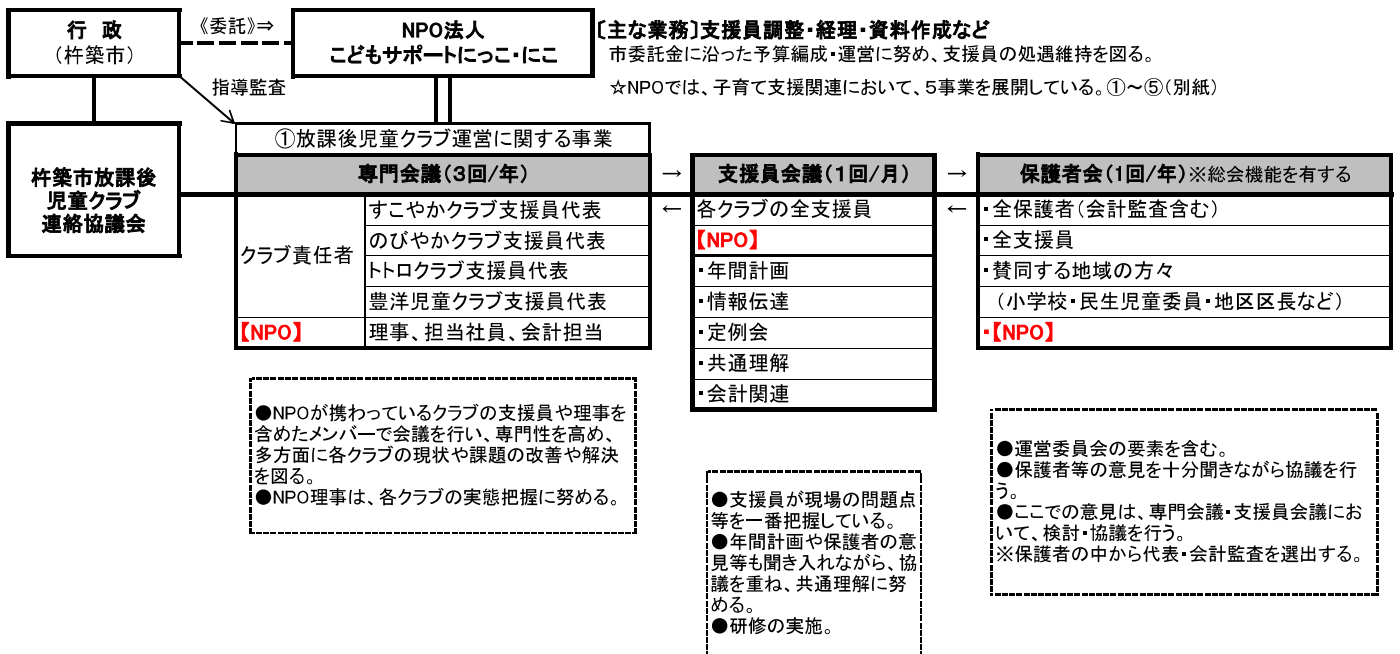 行 政
（杵築市）
《委託》⇒
NPO法人
こどもサポートにっこ・にこ
〔主な業務〕支援員調整・経理・資料作成など
市委託金に沿った予算編成・運営に努め、支援員の処遇維持を図る。
☆NPOでは、子育て支援関連において、5事業を展開している。①～⑤（別紙）
指導監査
杵築市放課後
児童クラブ
連絡協議会
①放課後児童クラブ運営に関する事業
専門会議（3回/年）
クラブ責任者
すこやかクラブ支援員代表
のびやかクラブ支援員代表
トトロクラブ支援員代表
豊洋児童クラブ支援員代表
【NPO】
理事、担当社員、会計担当
→
←
支援員会議（1回/月）
各クラブの全支援員
【NPO】
・年間計画
・情報伝達
・定例会
・共通理解
・会計関連
→
←
保護者会（1回/年）※総会機能を有する
・全保護者（会計監査含む）
・全支援員
・賛同する地域の方々
（小学校・民生児童委員・地区区長など）
・【NPO】
●NPOが携わっているクラブの支援員や理事を
含めたメンバーで会議を行い、専門性を高め、
多方面に各クラブの現状や課題の改善や解決
を図る。
●NPO理事は、各クラブの実態把握に努める。
●支援員が現場の問題点
等を一番把握している。
●年間計画や保護者の意
見等も聞き入れながら、協
議を重ね、共通理解に努
める。
●研修の実施。
●運営委員会の要素を含む。
●保護者等の意見を十分聞きながら協議を行
う。
●ここでの意見は、専門会議・支援員会議にお
いて、検討・協議を行う。
※保護者の中から代表・会計監査を選出する。